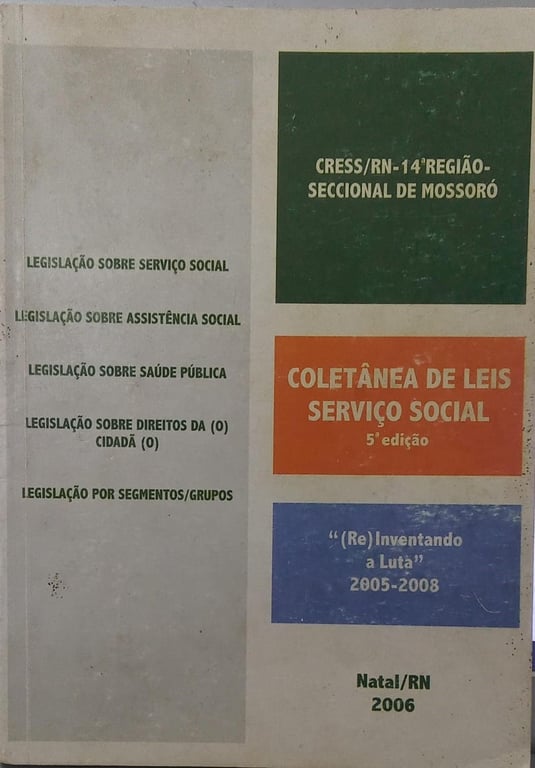 LEGISLAÇÃO SOBRE SERVIÇO SOCIAL
LEGISLAÇÃO SOBRE ASSISTÊNCIA SOCIAL
LEGISLAÇÃO SOBRE SAÚDE PÚBLICA
LEGISLAÇÃO SOBRE DIREITOS DA (O)
CIDADÃ (O)
LEGISLAÇÃO POR SEGMENTOS/GRUPOS
CRESS/RN-14ªREGIÃO-
SECCIONAL DE MOSSORÓ
COLETÂNEA DE LEIS
SERVIÇO SOCIAL
5ª edição
“(Re)Inventando
a Luta”
2005-2008
Natal/RN
2006